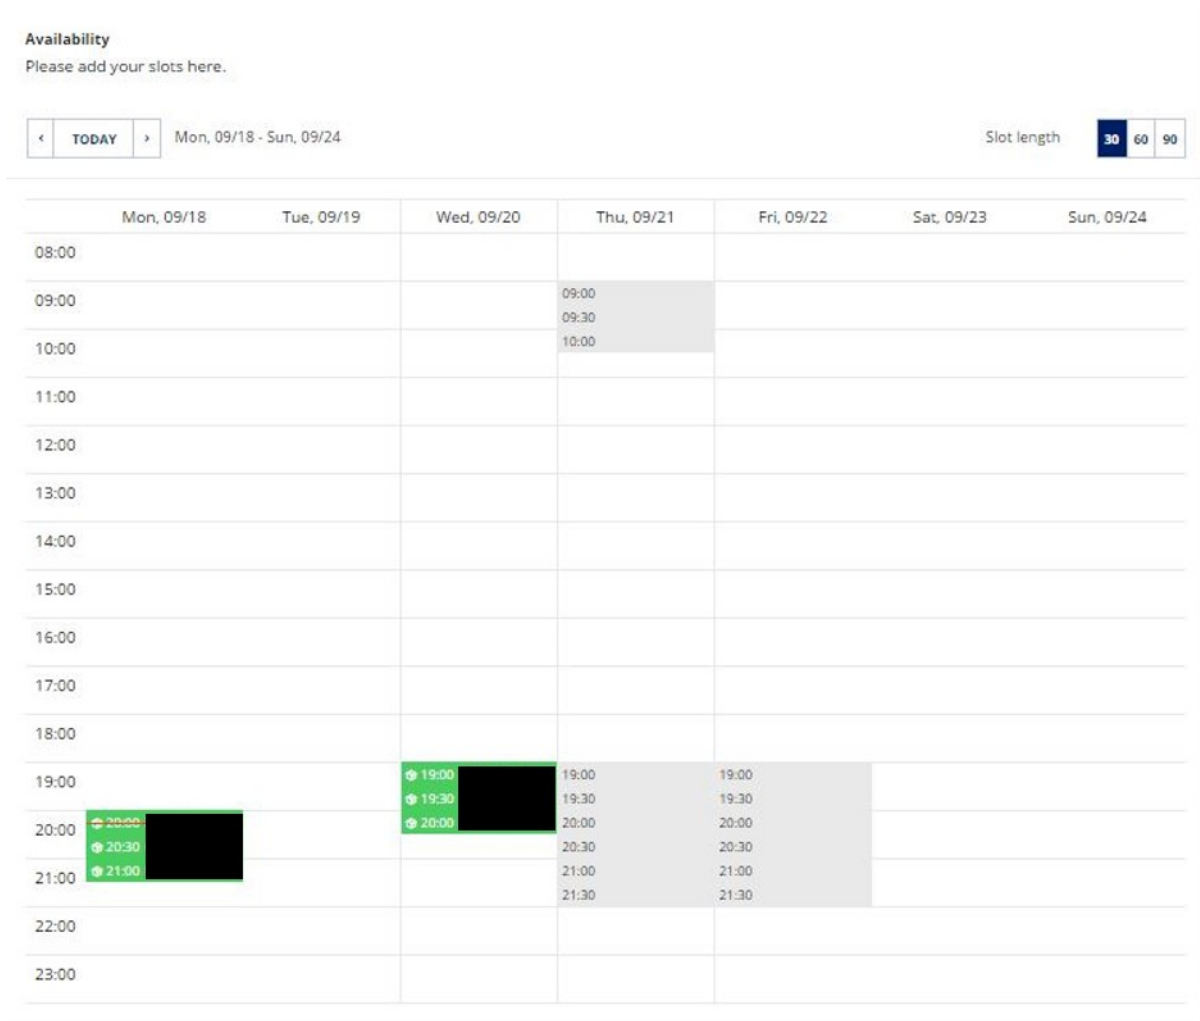 Availability
Please add your slots here.
‹ TODAY › Mon, 09/18 - Sun, 09/24 Slot length 30 60 90
Mon, 09/18 Tue, 09/19 Wed, 09/20 Thu, 09/21 Fri, 09/22 Sat, 09/23 Sun, 09/24
08:00
09:00 09:00
09:30
10:00 10:00
11:00
12:00
13:00
14:00
15:00
16:00
17:00
18:00
19:00 19:00 19:00 19:00
19:30 19:30 19:30
20:00 20:00 20:00 20:00 20:00
20:30 20:30 20:30
21:00 21:00 21:00 21:00
21:30 21:30
22:00
23:00